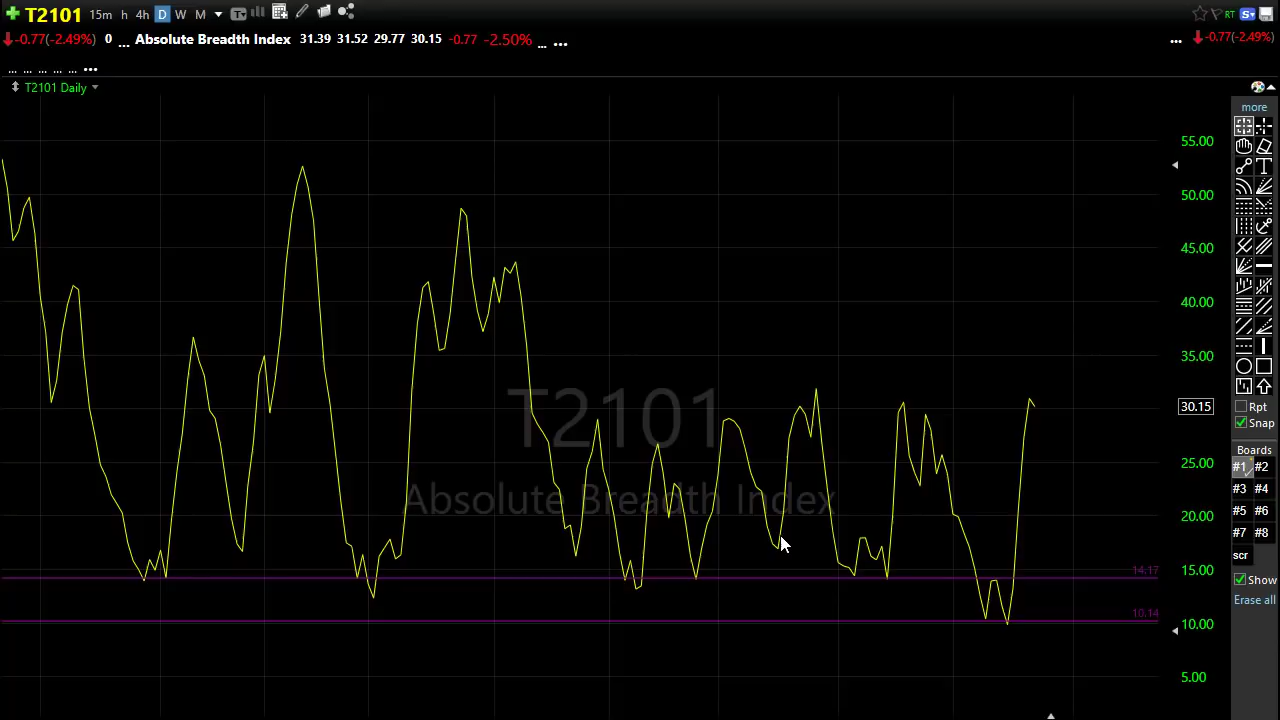 T2101 15m h 4h D W M T
RT S
-0.77(-2.49%) 0 ... Absolute Breadth Index 31.39 31.52 29.77 30.15 -0.77 -2.50% ... ...
... -0.77(-2.49%)
... ... ... ... ... ...
T2101 Daily
more
55.00
50.00
45.00
40.00
35.00
30.15
25.00
20.00
15.00
10.00
5.00
T2101
Absolute Breadth Index
14.17
10.14
T
Rpt
Snap
Boards
#1 #2
#3 #4
#5 #6
#7 #8
scr
Show
Erase all